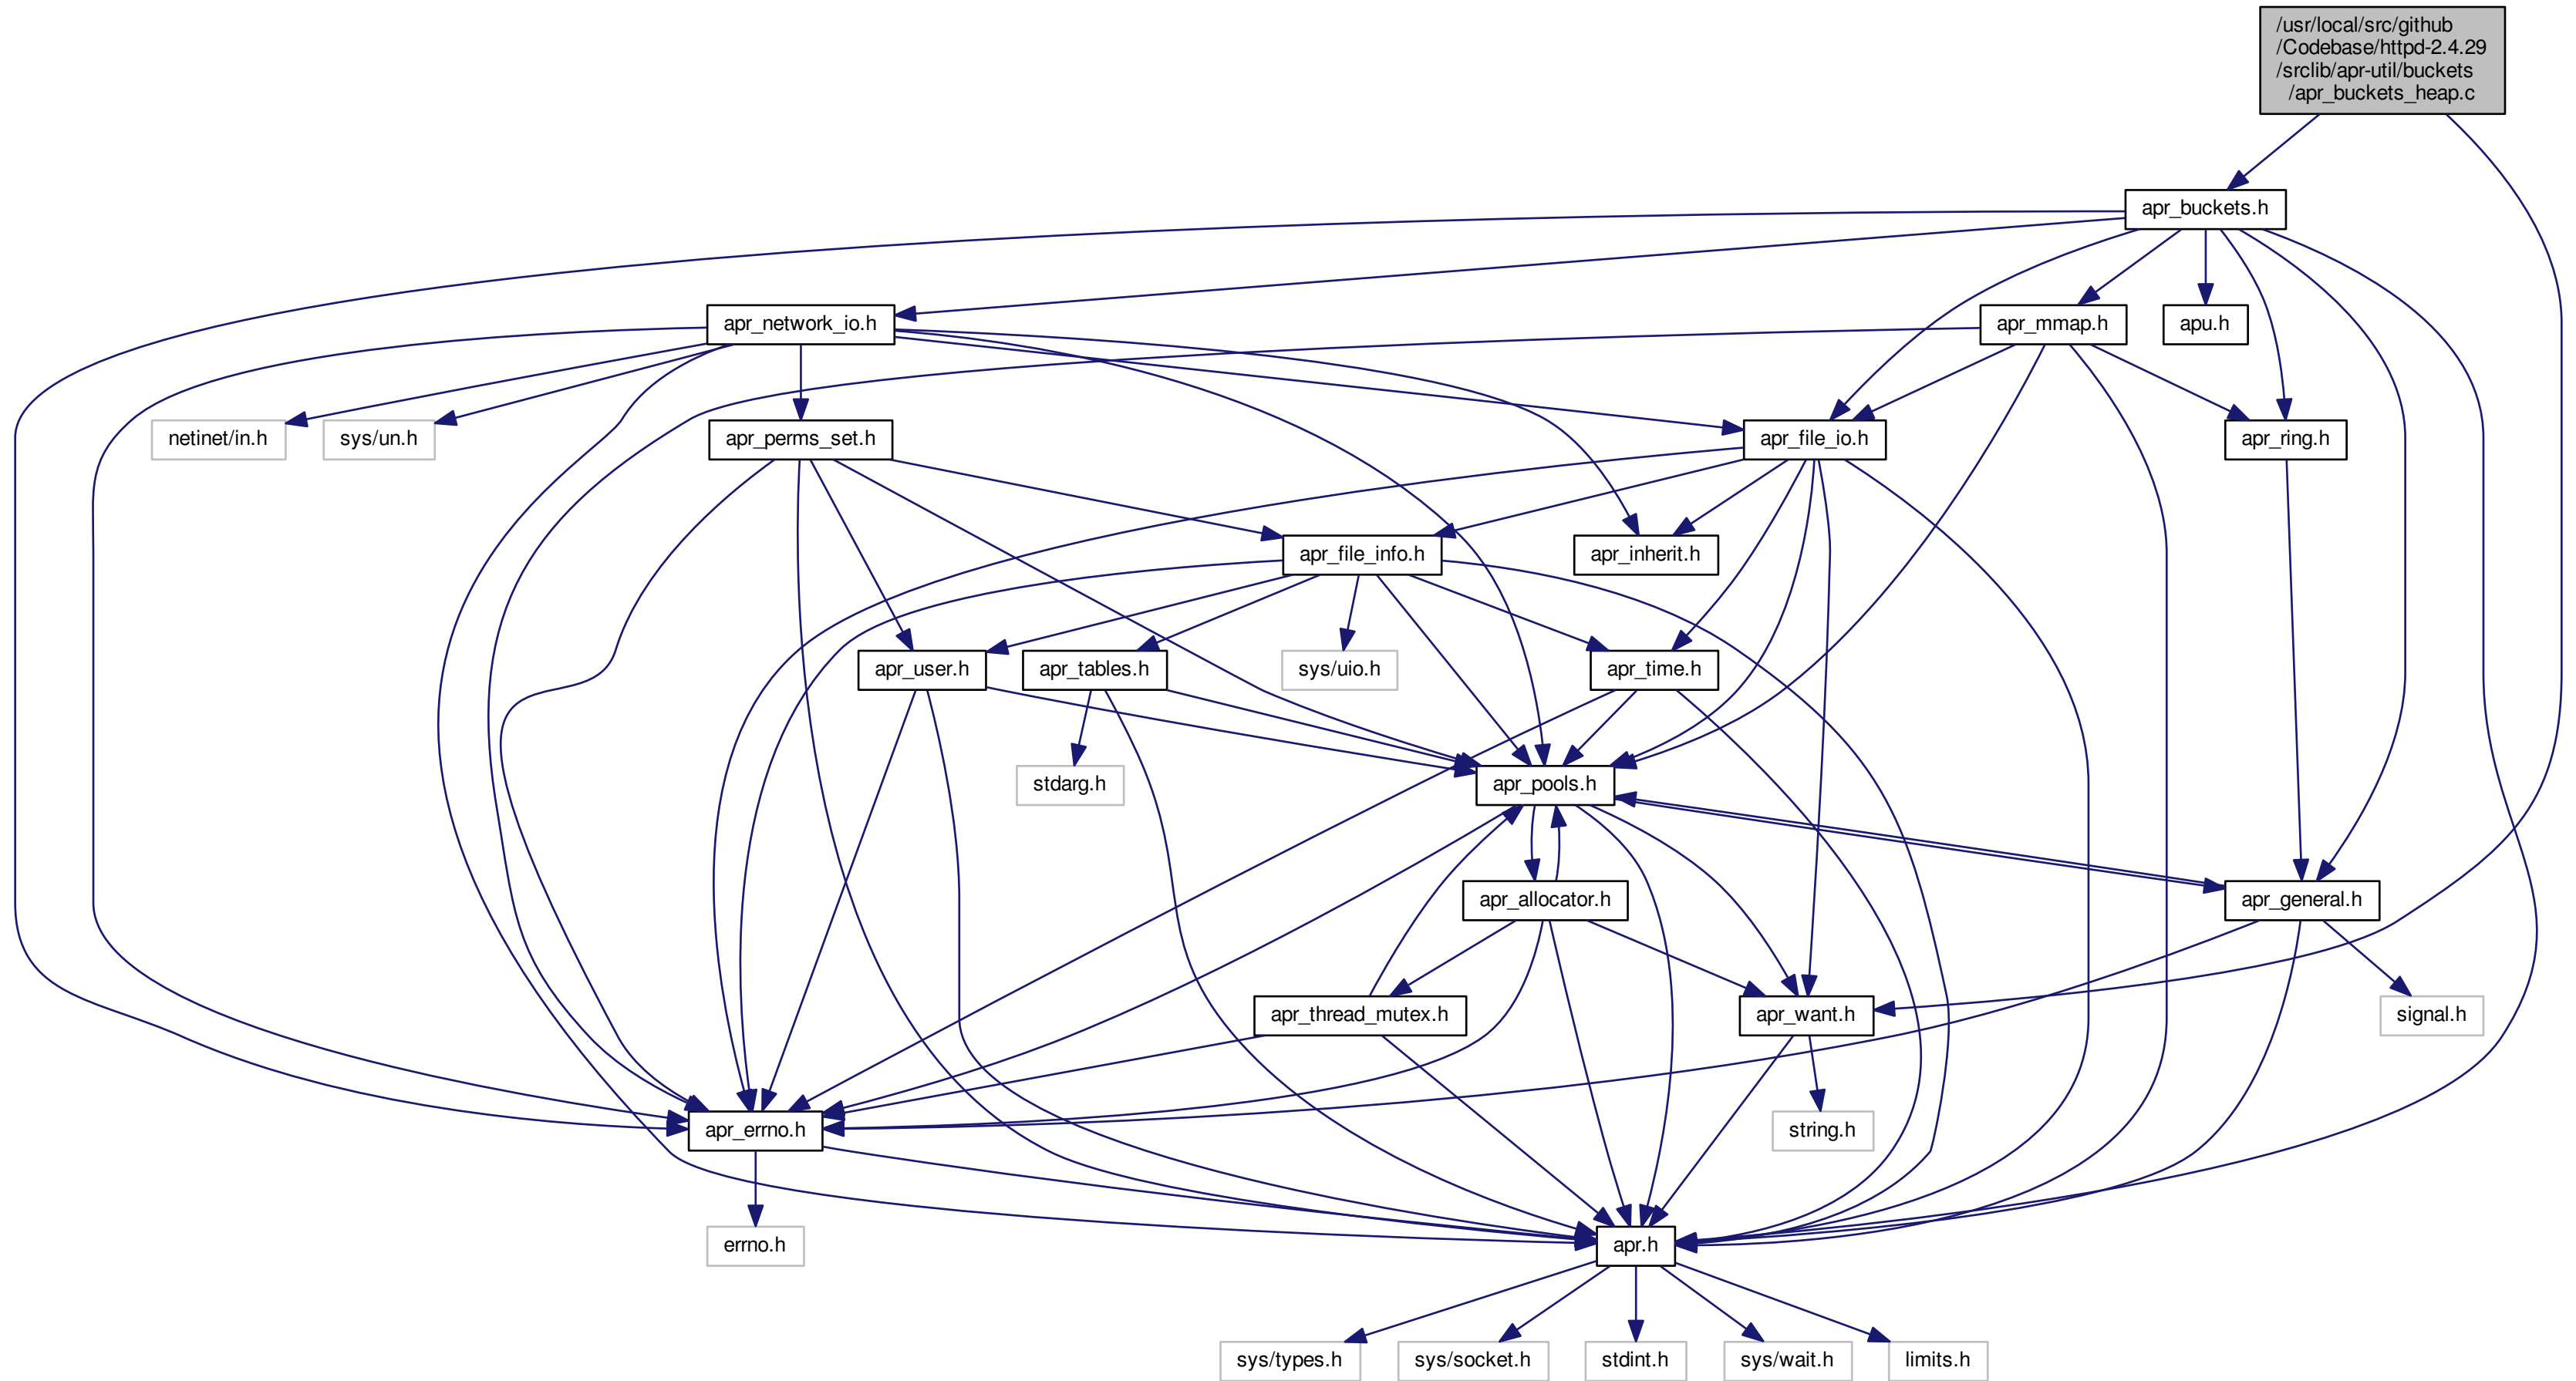 /usr/local/src/github
/Codebase/httpd-2.4.29
/srclib/apr-util/buckets
/apr_buckets_heap.c
apr_buckets.h
apr_network_io.h
apr_mmap.h
apu.h
netinet/in.h
sys/un.h
apr_perms_set.h
apr_file_io.h
apr_ring.h
apr_file_info.h
apr_inherit.h
apr_user.h
apr_tables.h
sys/uio.h
apr_time.h
stdarg.h
apr_pools.h
apr_allocator.h
apr_general.h
apr_thread_mutex.h
apr_want.h
signal.h
apr_errno.h
string.h
errno.h
apr.h
sys/types.h
sys/socket.h
stdint.h
sys/wait.h
limits.h